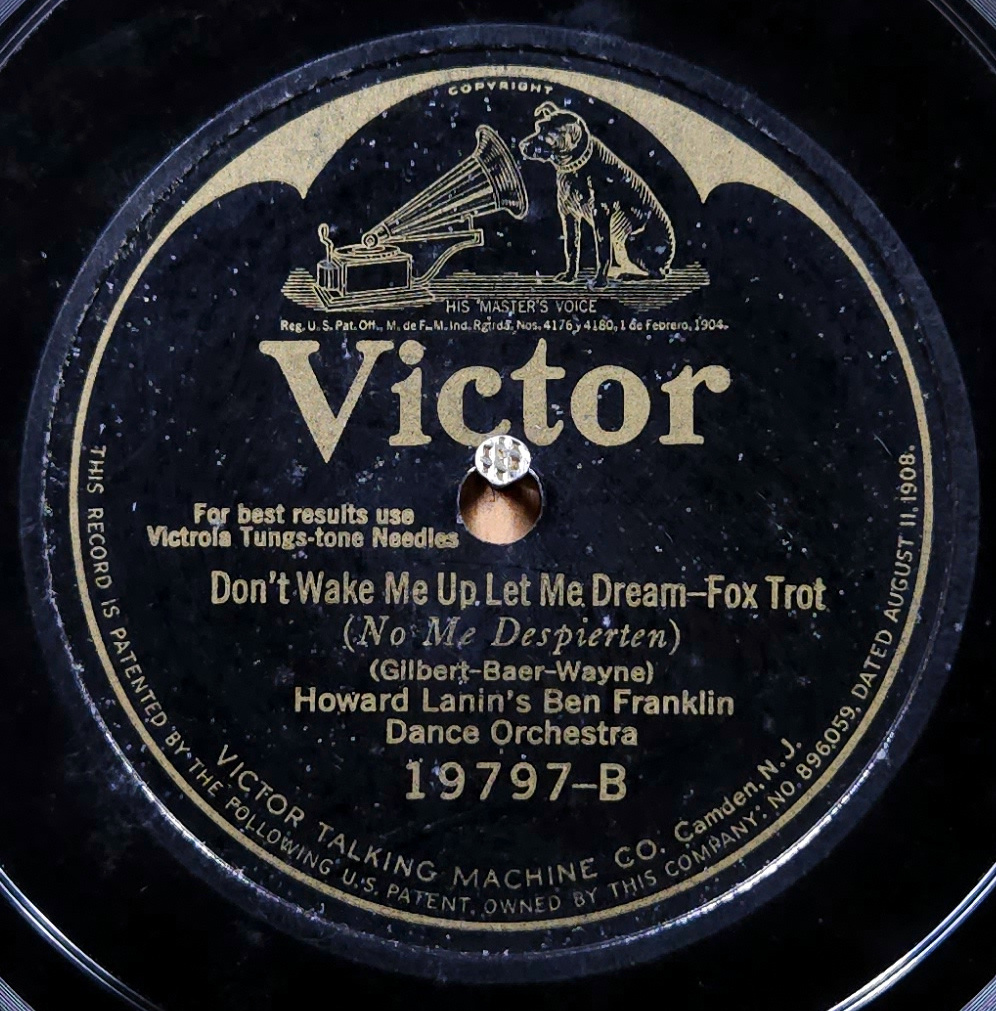 COPYRIGHT
HIS MASTER'S VOICE
Reg. U. S. Pat. Off., M. de F. M. Ind. Rgtrd's. Nos. 4176 y 4180, 1 de Febrero, 1904.
Victor
For best results use
Victrola Tungs-tone Needles
Don't Wake Me Up Let Me Dream–Fox Trot
(No Me Despierten)
(Gilbert-Baer-Wayne)
Howard Lanin's Ben Franklin
Dance Orchestra
19797–B
VICTOR TALKING MACHINE CO. Camden, N. J.
THIS RECORD IS PATENTED BY THE FOLLOWING U.S. PATENT, OWNED BY THIS COMPANY: NO. 896,059, DATED AUGUST 11, 1908.